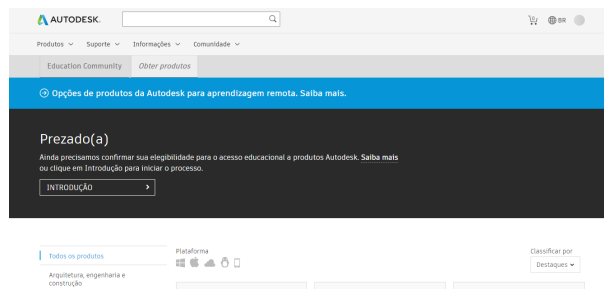 AUTODESK.
BR
Produtos Suporte Informações Comunidade
Education Community Obter produtos
Opções de produtos da Autodesk para aprendizagem remota. Saiba mais.
Prezado(a)
Ainda precisamos confirmar sua elegibilidade para o acesso educacional a produtos Autodesk. Saiba mais
ou clique em Introdução para iniciar o processo.
INTRODUÇÃO
Todos os produtos
Arquitetura, engenharia e
construção
Plataforma
Classificar por
Destaques